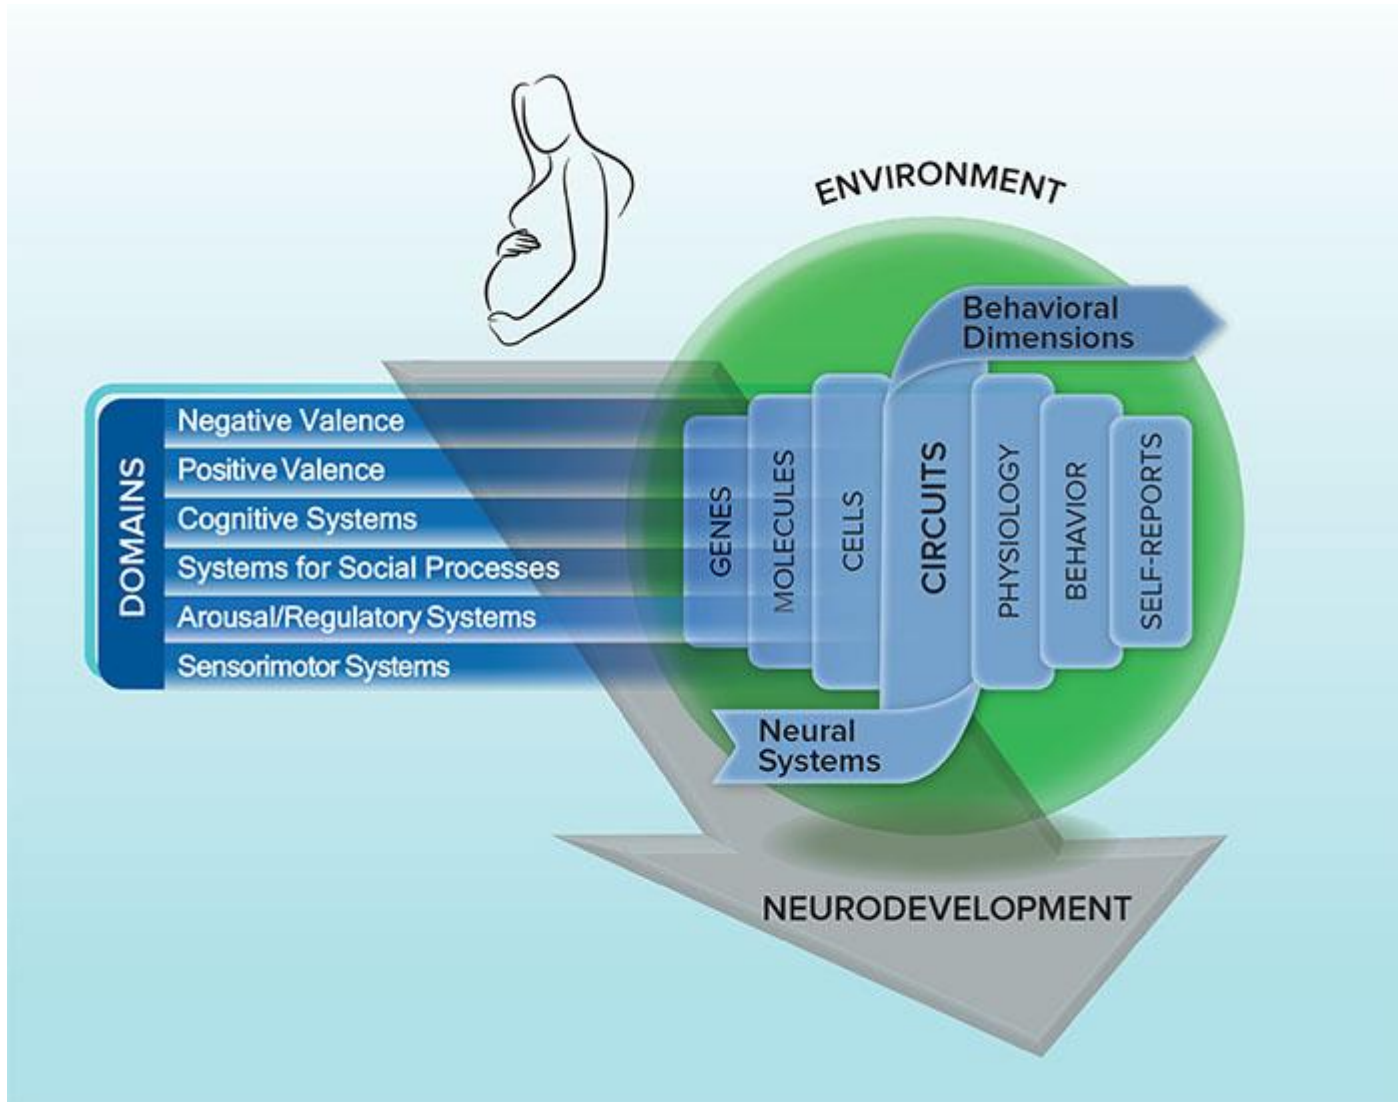 ENVIRONMENT
Behavioral
Dimensions
DOMAINS
Negative Valence
Positive Valence
Cognitive Systems
Systems for Social Processes
Arousal/Regulatory Systems
Sensorimotor Systems
GENES
MOLECULES
CELLS
CIRCUITS
PHYSIOLOGY
BEHAVIOR
SELF-REPORTS
Neural
Systems
NEURODEVELOPMENT